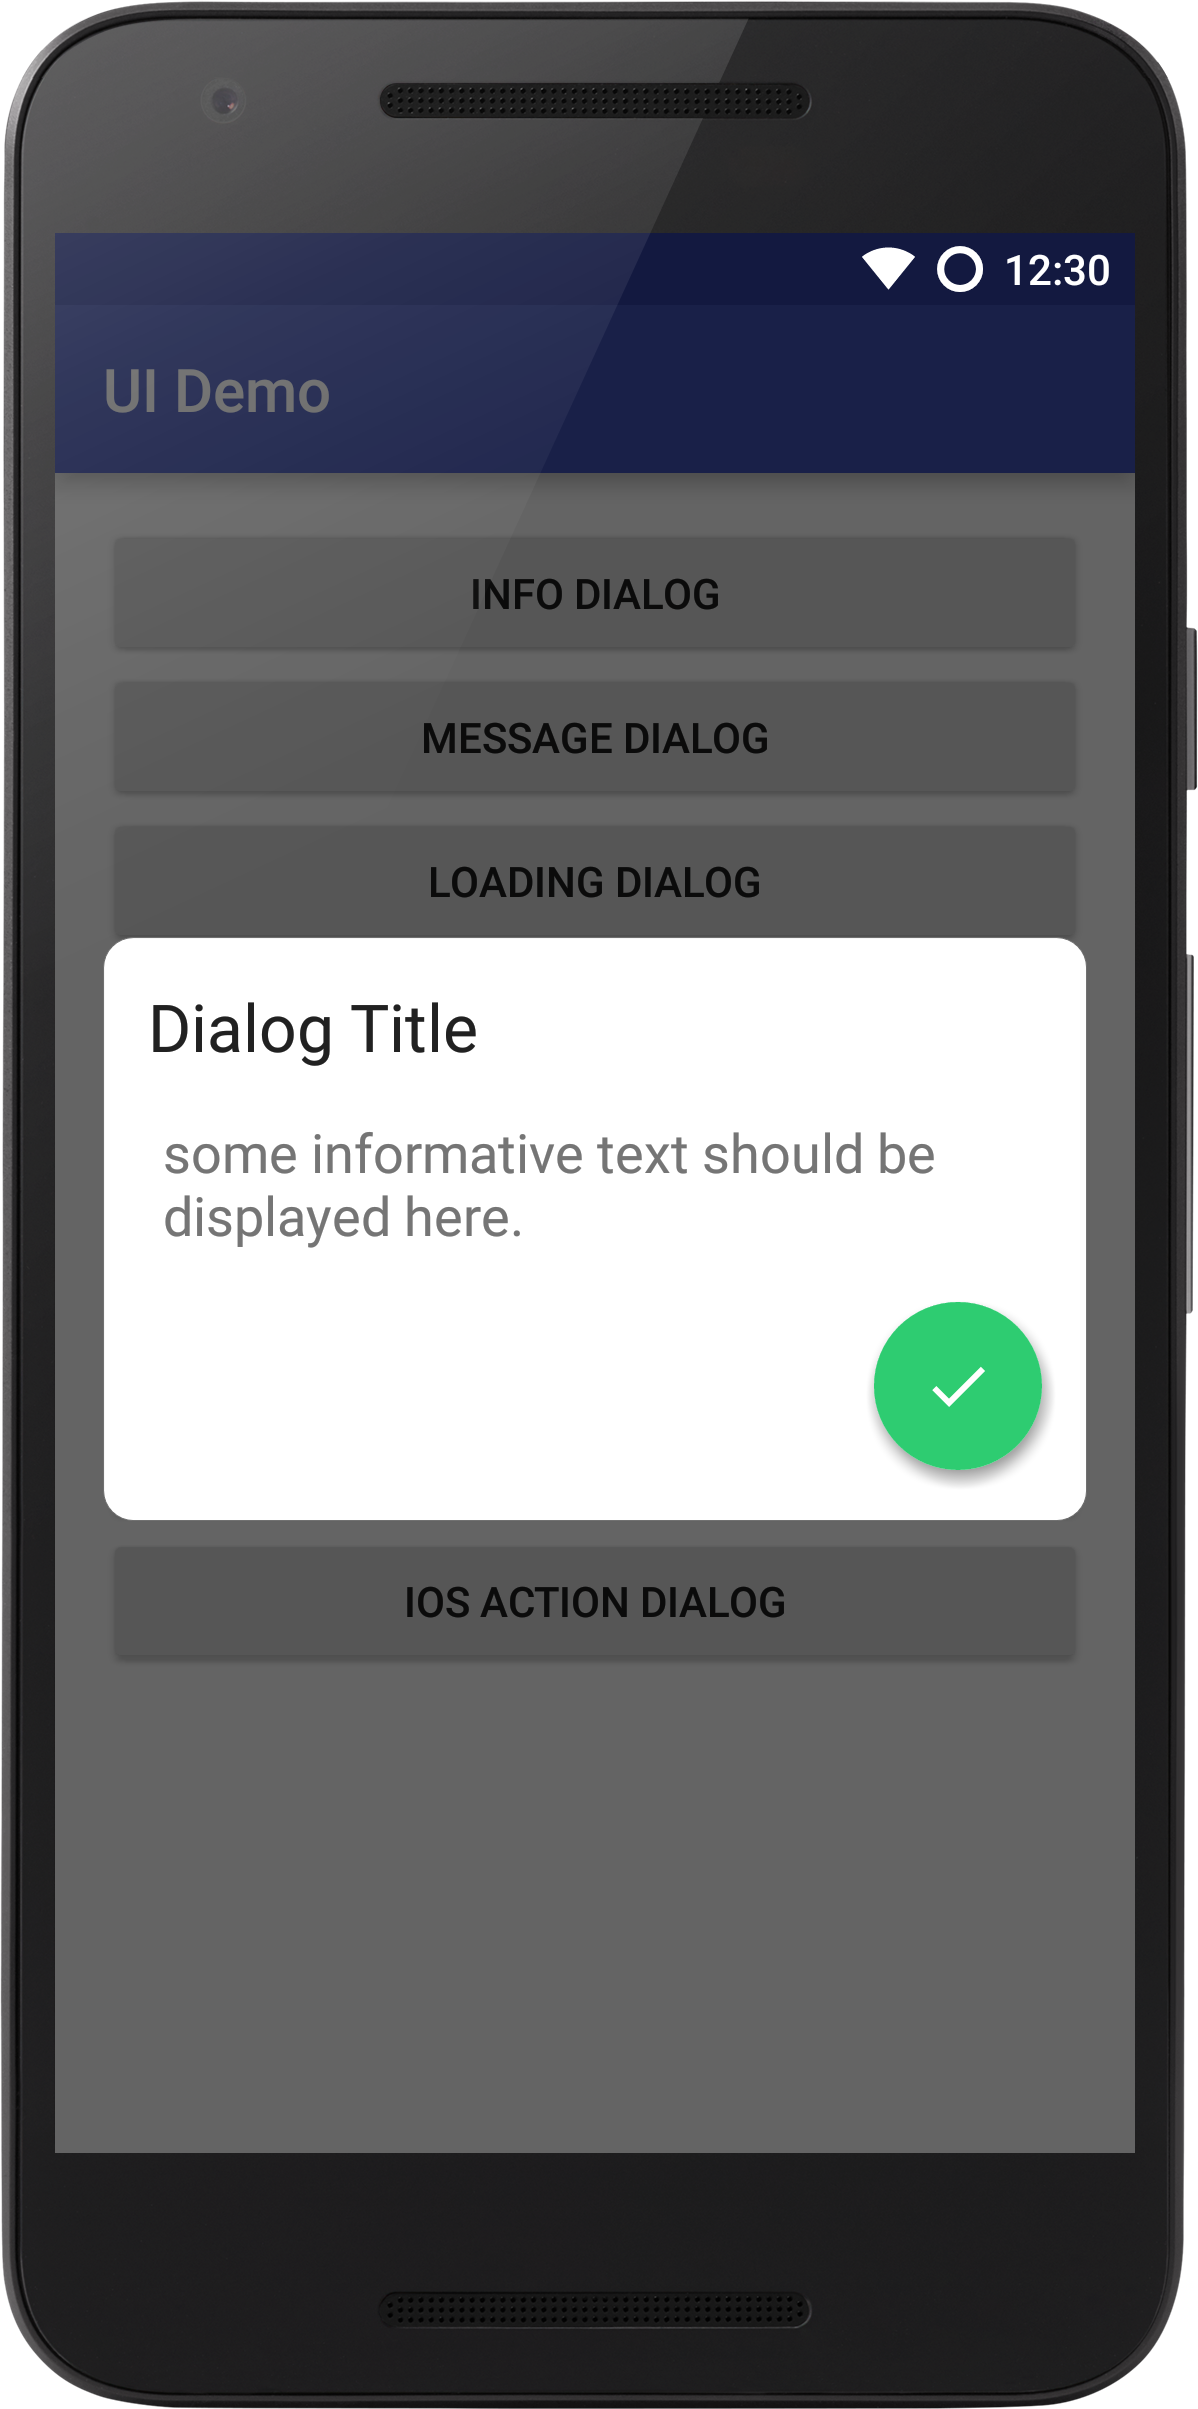 12:30
UI Demo
INFO DIALOG
MESSAGE DIALOG
LOADING DIALOG
Dialog Title
some informative text should be
displayed here.
IOS ACTION DIALOG